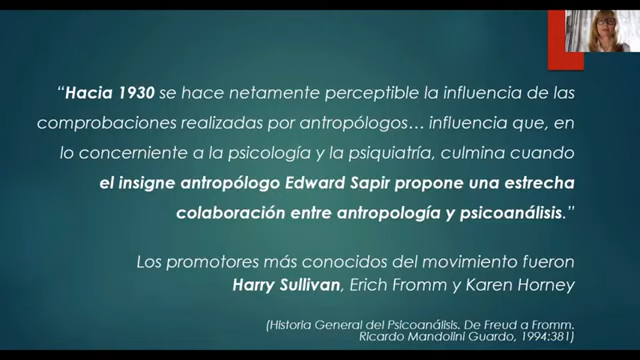 “Hacia 1930 se hace netamente perceptible la influencia de las
comprobaciones realizadas por antropólogos… influencia que, en
lo concerniente a la psicología y la psiquiatría, culmina cuando
el insigne antropólogo Edward Sapir propone una estrecha
colaboración entre antropología y psicoanálisis.”
Los promotores más conocidos del movimiento fueron
Harry Sullivan, Erich Fromm y Karen Horney
(Historia General del Psicoanálisis. De Freud a Fromm.
Ricardo Mandolini Guardo, 1994:381)